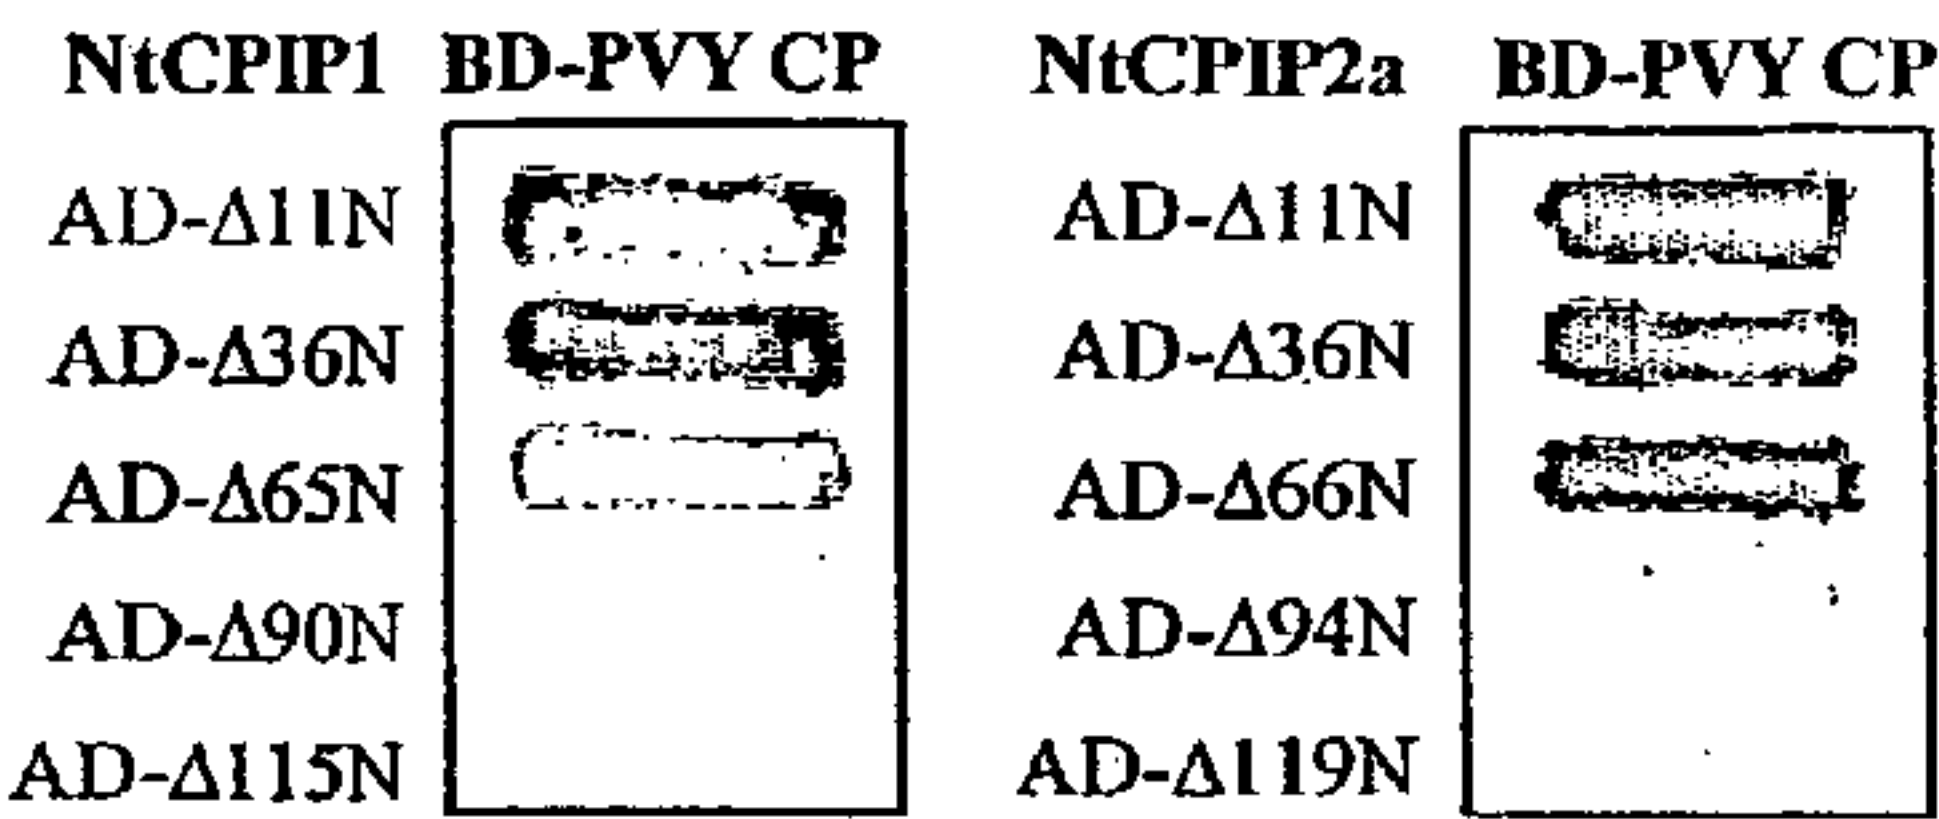 NtCPIP1 BD-PVY CP
AD-Δ11N
AD-Δ36N
AD-Δ65N
AD-Δ90N
AD-Δ115N
NtCPIP2a BD-PVY CP
AD-Δ11N
AD-Δ36N
AD-Δ66N
AD-Δ94N
AD-Δ119N